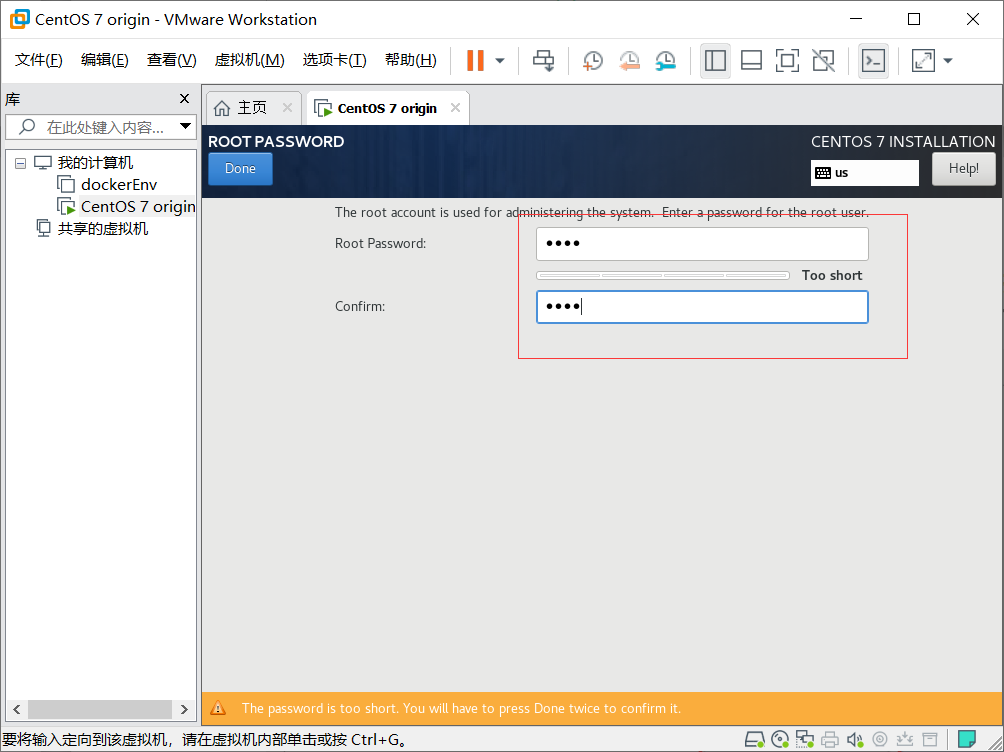 CentOS 7 origin - VMware Workstation
文件(F) 编辑(E) 查看(V) 虚拟机(M) 选项卡(T) 帮助(H)
库
在此处键入内容...
我的计算机
dockerEnv
CentOS 7 origin
共享的虚拟机
主页
CentOS 7 origin
ROOT PASSWORD
CENTOS 7 INSTALLATION
Done
us
Help!
The root account is used for administering the system. Enter a password for the root user.
Root Password:
••••
Too short
Confirm:
••••
The password is too short. You will have to press Done twice to confirm it.
要将输入定向到该虚拟机，请在虚拟机内部单击或按 Ctrl+G。